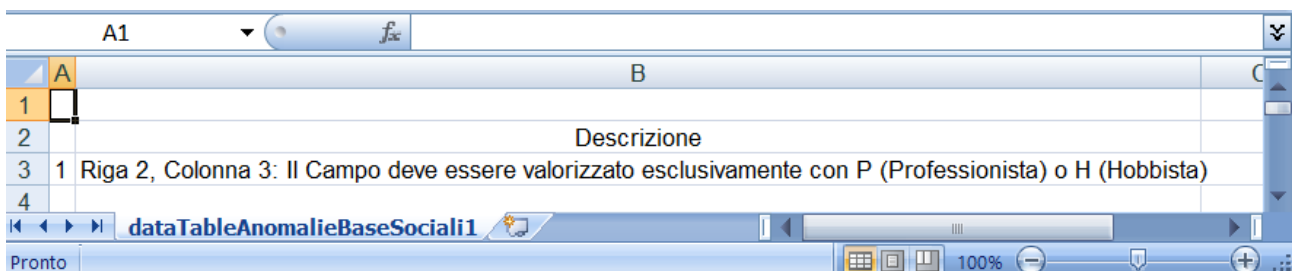 A1 fx
A B C
1
2 Descrizione
3 1 Riga 2, Colonna 3: Il Campo deve essere valorizzato esclusivamente con P (Professionista) o H (Hobbista)
4
dataTableAnomalieBaseSociali1
Pronto 100%